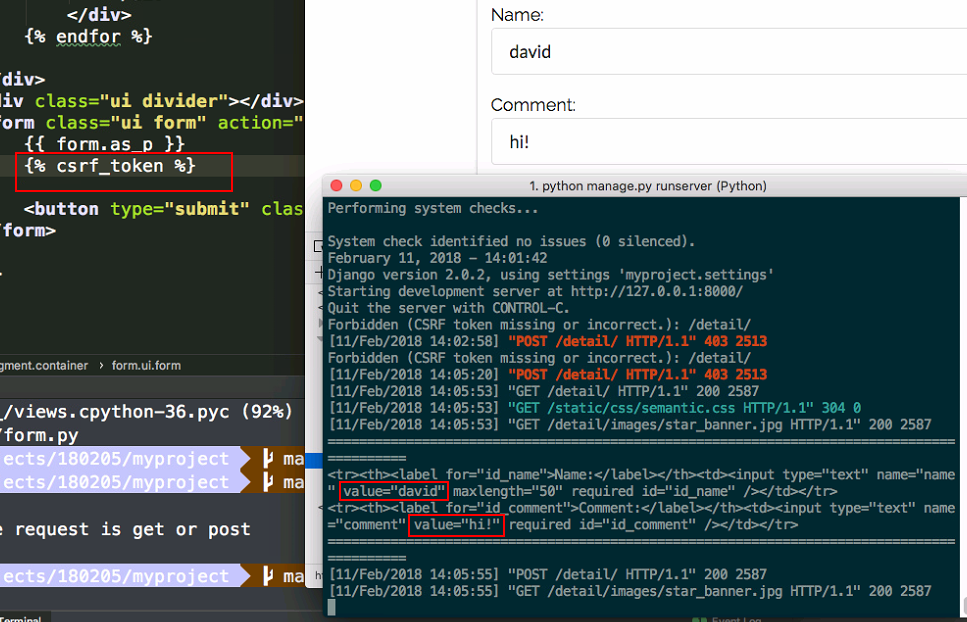 </div>
{% endfor %}
/div>
div class="ui divider"></div>
form class="ui form" action="
{{ form.as_p }}
{% csrf_token %}
<button type="submit" clas
/form>
gment.container › form.ui.form
_/views.cpython-36.pyc (92%)
/form.py
ects/180205/myproject ma
ects/180205/myproject ma
e request is get or post
ects/180205/myproject ma
Terminal
Name:
david
Comment:
hi!
1. python manage.py runserver (Python)
Performing system checks...
System check identified no issues (0 silenced).
February 11, 2018 - 14:01:42
Django version 2.0.2, using settings 'myproject.settings'
Starting development server at http://127.0.0.1:8000/
Quit the server with CONTROL-C.
Forbidden (CSRF token missing or incorrect.): /detail/
[11/Feb/2018 14:02:58] "POST /detail/ HTTP/1.1" 403 2513
Forbidden (CSRF token missing or incorrect.): /detail/
[11/Feb/2018 14:05:20] "POST /detail/ HTTP/1.1" 403 2513
[11/Feb/2018 14:05:53] "GET /detail/ HTTP/1.1" 200 2587
[11/Feb/2018 14:05:53] "GET /static/css/semantic.css HTTP/1.1" 304 0
[11/Feb/2018 14:05:53] "GET /detail/images/star_banner.jpg HTTP/1.1" 200 2587
================================================================================
==========
<tr><th><label for="id_name">Name:</label></th><td><input type="text" name="name
" value="david" maxlength="50" required id="id_name" /></td></tr>
<tr><th><label for="id_comment">Comment:</label></th><td><input type="text" name
="comment" value="hi!" required id="id_comment" /></td></tr>
================================================================================
==========
[11/Feb/2018 14:05:55] "POST /detail/ HTTP/1.1" 200 2587
[11/Feb/2018 14:05:55] "GET /detail/images/star_banner.jpg HTTP/1.1" 200 2587
Event Log